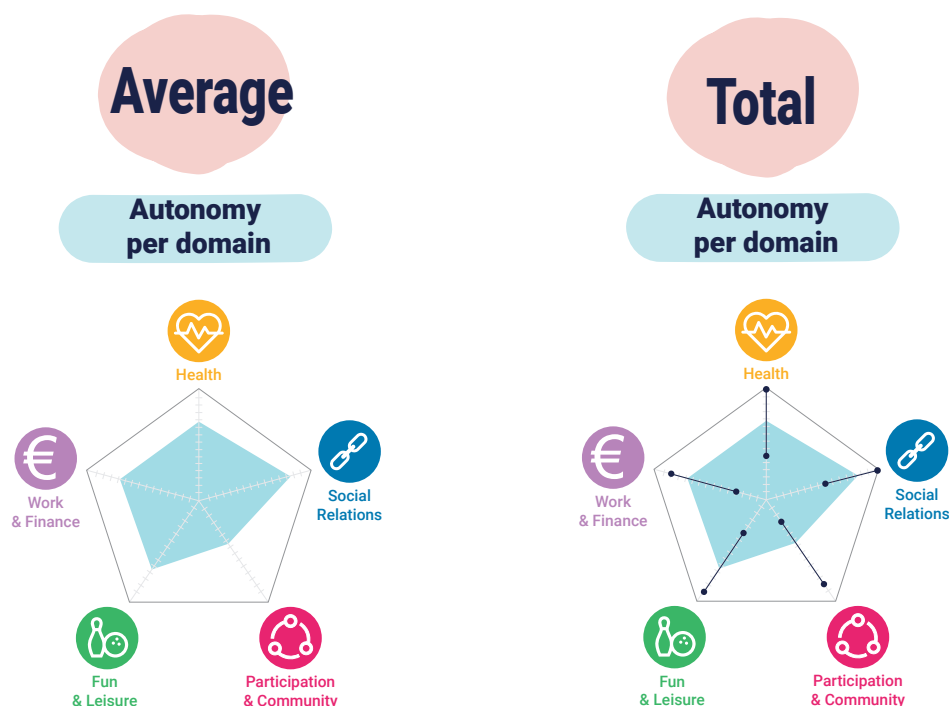 Average
Autonomy
per domain
Health
€
Work
& Finance
Social
Relations
Fun
& Leisure
Participation
& Community
Total
Autonomy
per domain
Health
€
Work
& Finance
Social
Relations
Fun
& Leisure
Participation
& Community